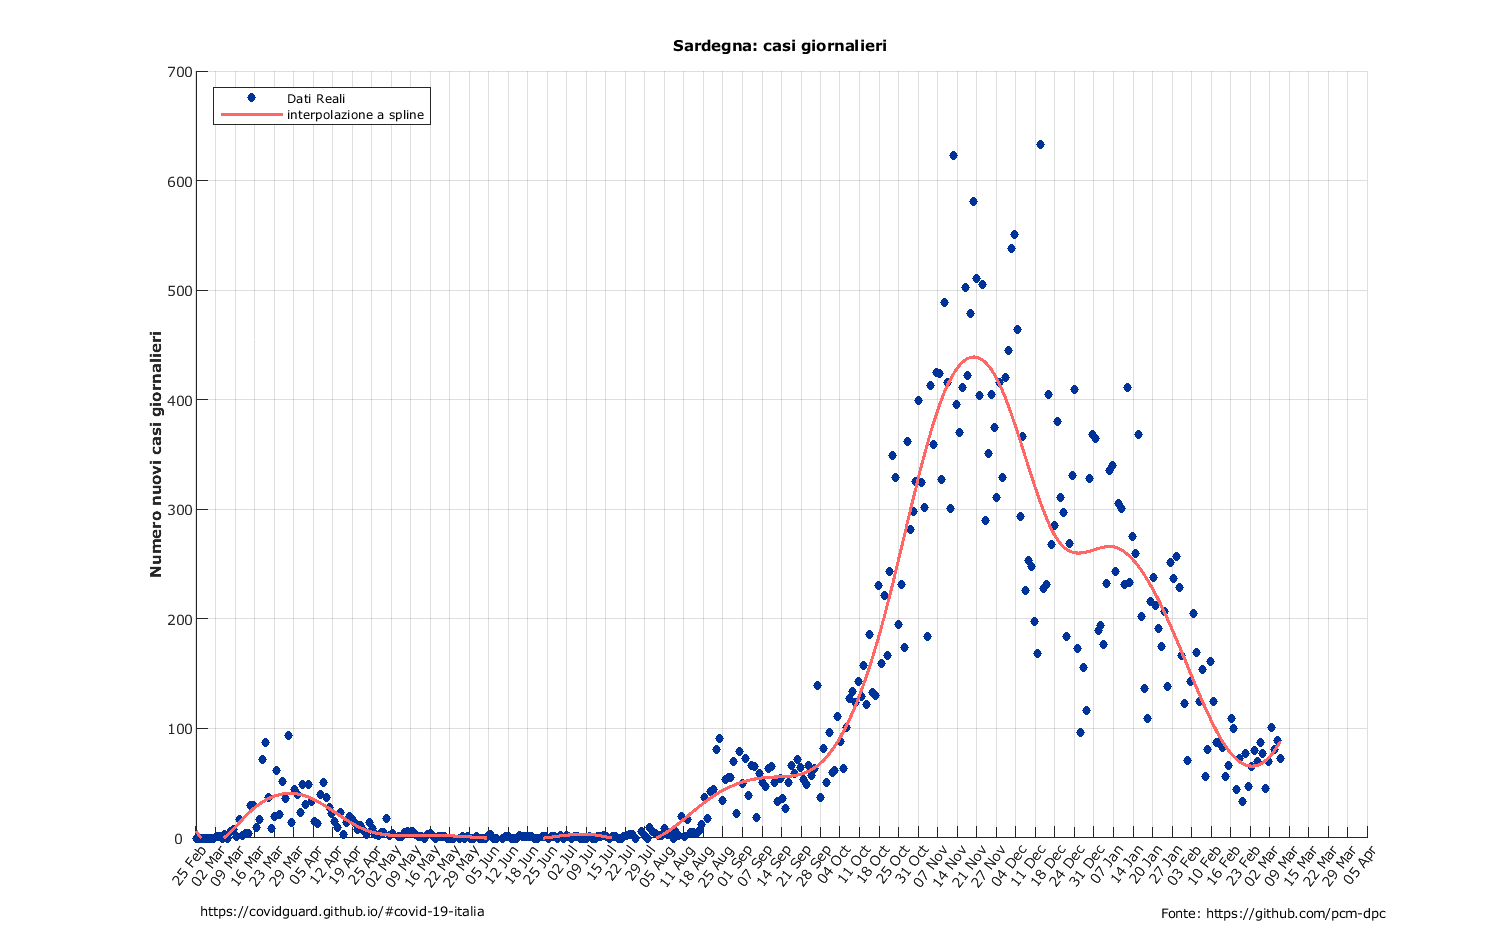 Sardegna: casi giornalieri
Dati Reali
interpolazione a spline
Numero nuovi casi giornalieri
700
600
500
400
300
200
100
0
25 Feb
02 Mar
09 Mar
16 Mar
23 Mar
29 Mar
05 Apr
12 Apr
19 Apr
25 Apr
02 May
09 May
16 May
22 May
29 May
05 Jun
12 Jun
18 Jun
25 Jun
02 Jul
09 Jul
15 Jul
22 Jul
29 Jul
05 Aug
11 Aug
18 Aug
25 Aug
01 Sep
07 Sep
14 Sep
21 Sep
28 Sep
04 Oct
11 Oct
18 Oct
25 Oct
31 Oct
07 Nov
14 Nov
21 Nov
27 Nov
04 Dec
11 Dec
18 Dec
24 Dec
31 Dec
07 Jan
14 Jan
20 Jan
27 Jan
03 Feb
10 Feb
16 Feb
23 Feb
02 Mar
09 Mar
15 Mar
22 Mar
29 Mar
05 Apr
https://covidguard.github.io/#covid-19-italia
Fonte: https://github.com/pcm-dpc